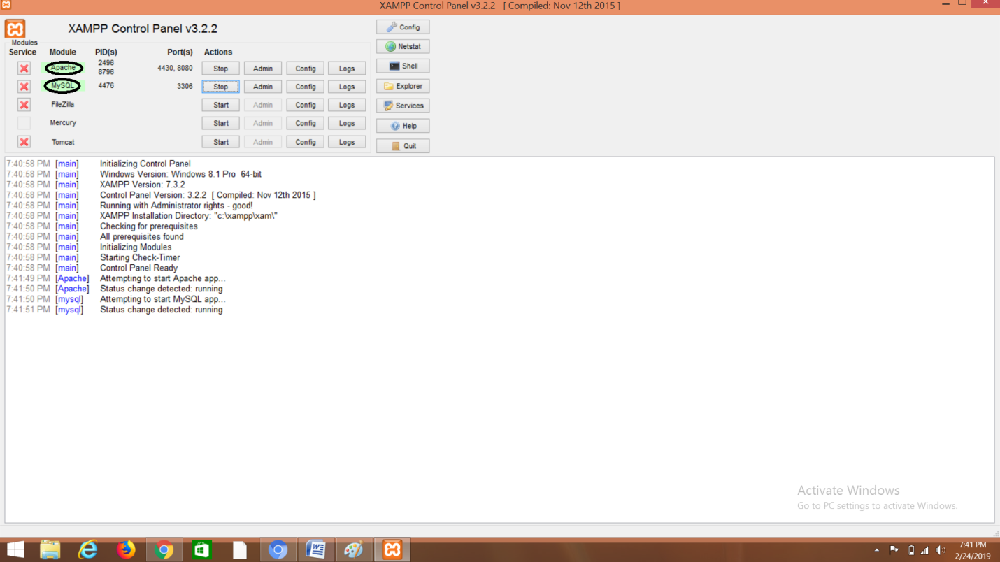 XAMPP Control Panel v3.2.2 [ Compiled: Nov 12th 2015 ]
XAMPP Control Panel v3.2.2
Config
Modules
Netstat
Service Module PID(s) Port(s) Actions
Apache 2496 8796 4430, 8080 Stop Admin Config Logs
Shell
MySQL 4476 3306 Stop Admin Config Logs
Explorer
FileZilla Start Admin Config Logs
Services
Mercury Start Admin Config Logs
Help
Tomcat Start Admin Config Logs
Quit
7:40:58 PM [main] Initializing Control Panel
7:40:58 PM [main] Windows Version: Windows 8.1 Pro 64-bit
7:40:58 PM [main] XAMPP Version: 7.3.2
7:40:58 PM [main] Control Panel Version: 3.2.2 [ Compiled: Nov 12th 2015 ]
7:40:58 PM [main] Running with Administrator rights - good!
7:40:58 PM [main] XAMPP Installation Directory: "c:\xampp\xam\"
7:40:58 PM [main] Checking for prerequisites
7:40:58 PM [main] All prerequisites found
7:40:58 PM [main] Initializing Modules
7:40:58 PM [main] Starting Check-Timer
7:40:58 PM [main] Control Panel Ready
7:41:49 PM [Apache] Attempting to start Apache app...
7:41:50 PM [Apache] Status change detected: running
7:41:50 PM [mysql] Attempting to start MySQL app...
7:41:51 PM [mysql] Status change detected: running
Activate Windows
Go to PC settings to activate Windows.
7:41 PM
2/24/2019